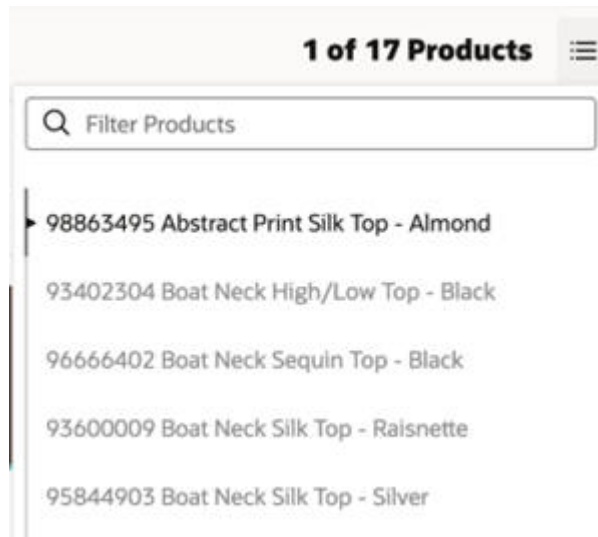 1 of 17 Products
Filter Products
98863495 Abstract Print Silk Top - Almond
93402304 Boat Neck High/Low Top - Black
96666402 Boat Neck Sequin Top - Black
93600009 Boat Neck Silk Top - Raisnette
95844903 Boat Neck Silk Top - Silver